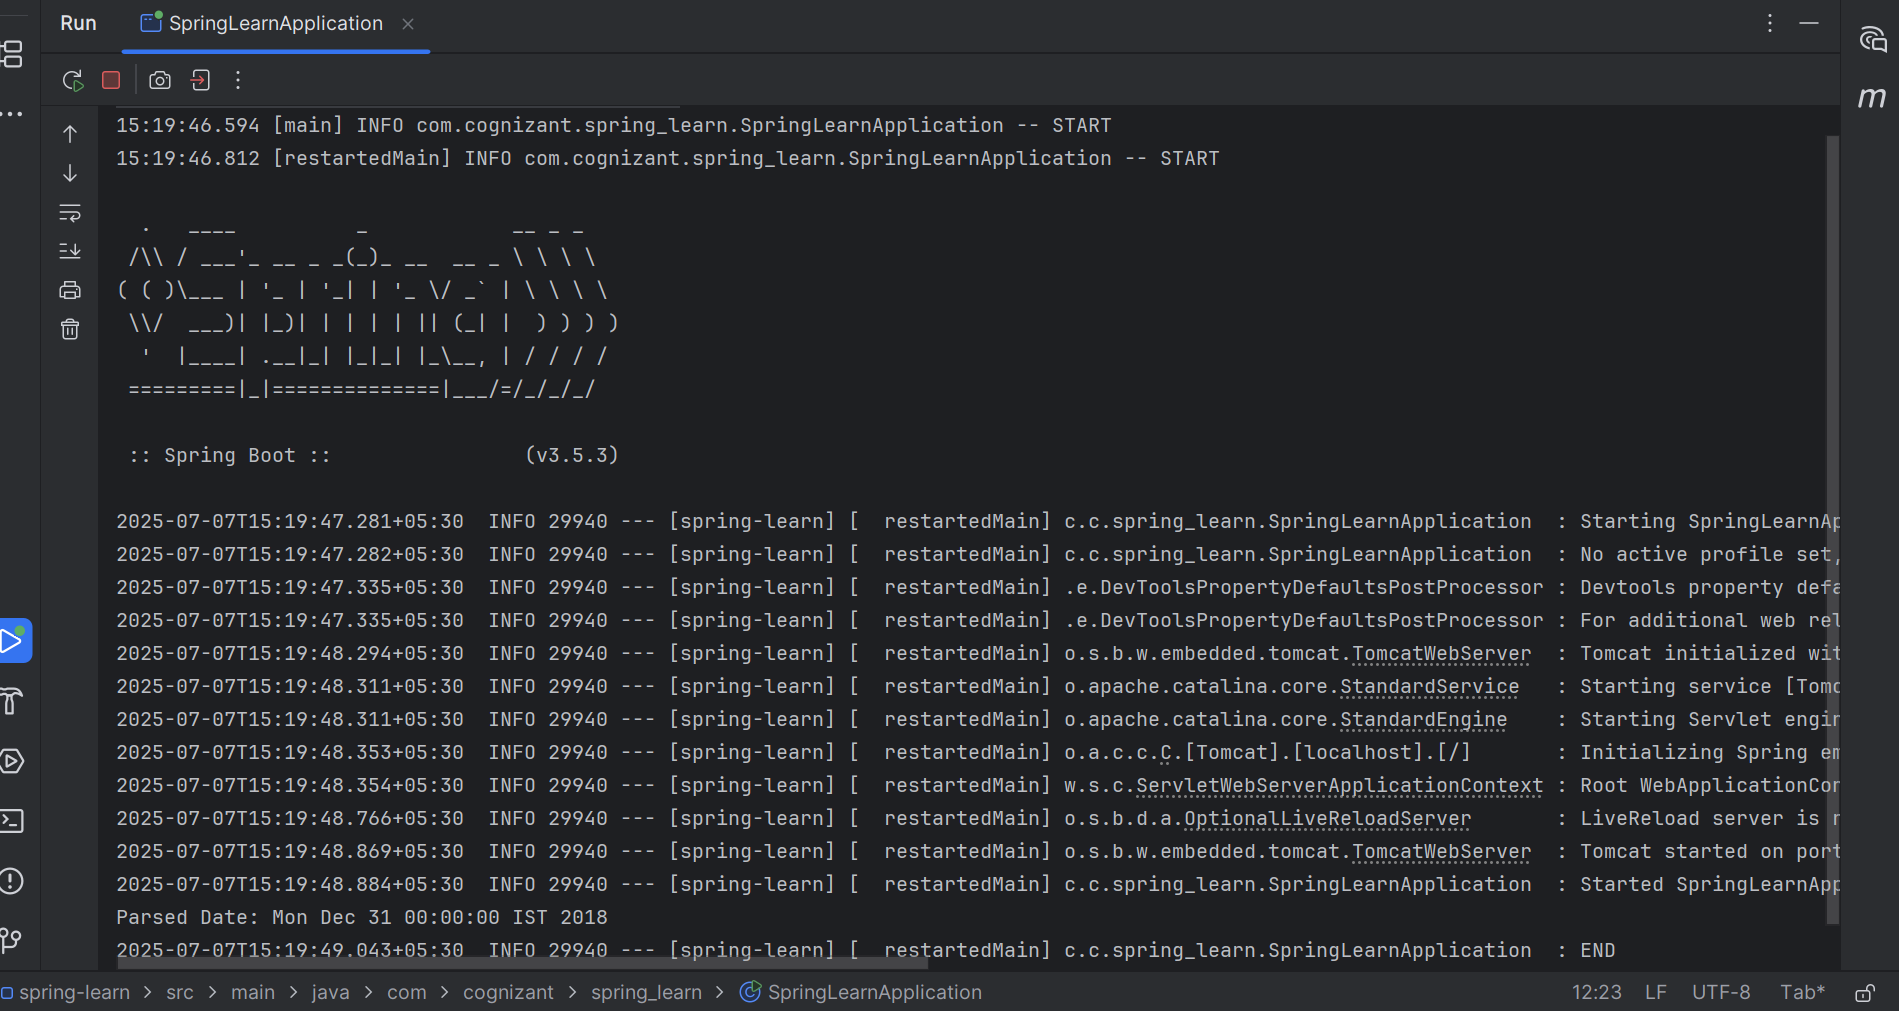 Run SpringLearnApplication
m
15:19:46.594 [main] INFO com.cognizant.spring_learn.SpringLearnApplication -- START
15:19:46.812 [restartedMain] INFO com.cognizant.spring_learn.SpringLearnApplication -- START
  .   ____          _            __ _ _
 /\\ / ___'_ __ _ _(_)_ __  __ _ \ \ \ \
( ( )\___ | '_ | '_| | '_ \/ _` | \ \ \ \
 \\/  ___)| |_)| | | | | || (_| |  ) ) ) )
  '  |____| .__|_| |_|_| |_\__, | / / / /
 =========|_|==============|___/=/_/_/_/
 :: Spring Boot ::                (v3.5.3)
2025-07-07T15:19:47.281+05:30  INFO 29940 --- [spring-learn] [  restartedMain] c.c.spring_learn.SpringLearnApplication  : Starting SpringLearnAp
2025-07-07T15:19:47.282+05:30  INFO 29940 --- [spring-learn] [  restartedMain] c.c.spring_learn.SpringLearnApplication  : No active profile set,
2025-07-07T15:19:47.335+05:30  INFO 29940 --- [spring-learn] [  restartedMain] .e.DevToolsPropertyDefaultsPostProcessor : Devtools property defa
2025-07-07T15:19:47.335+05:30  INFO 29940 --- [spring-learn] [  restartedMain] .e.DevToolsPropertyDefaultsPostProcessor : For additional web rel
2025-07-07T15:19:48.294+05:30  INFO 29940 --- [spring-learn] [  restartedMain] o.s.b.w.embedded.tomcat.TomcatWebServer  : Tomcat initialized wit
2025-07-07T15:19:48.311+05:30  INFO 29940 --- [spring-learn] [  restartedMain] o.apache.catalina.core.StandardService   : Starting service [Tomc
2025-07-07T15:19:48.311+05:30  INFO 29940 --- [spring-learn] [  restartedMain] o.apache.catalina.core.StandardEngine    : Starting Servlet engin
2025-07-07T15:19:48.353+05:30  INFO 29940 --- [spring-learn] [  restartedMain] o.a.c.c.C.[Tomcat].[localhost].[/]       : Initializing Spring em
2025-07-07T15:19:48.354+05:30  INFO 29940 --- [spring-learn] [  restartedMain] w.s.c.ServletWebServerApplicationContext : Root WebApplicationCon
2025-07-07T15:19:48.766+05:30  INFO 29940 --- [spring-learn] [  restartedMain] o.s.b.d.a.OptionalLiveReloadServer       : LiveReload server is r
2025-07-07T15:19:48.869+05:30  INFO 29940 --- [spring-learn] [  restartedMain] o.s.b.w.embedded.tomcat.TomcatWebServer  : Tomcat started on port
2025-07-07T15:19:48.884+05:30  INFO 29940 --- [spring-learn] [  restartedMain] c.c.spring_learn.SpringLearnApplication  : Started SpringLearnApp
Parsed Date: Mon Dec 31 00:00:00 IST 2018
2025-07-07T15:19:49.043+05:30  INFO 29940 --- [spring-learn] [  restartedMain] c.c.spring_learn.SpringLearnApplication  : END
spring-learn > src > main > java > com > cognizant > spring_learn > SpringLearnApplication 12:23 LF UTF-8 Tab*